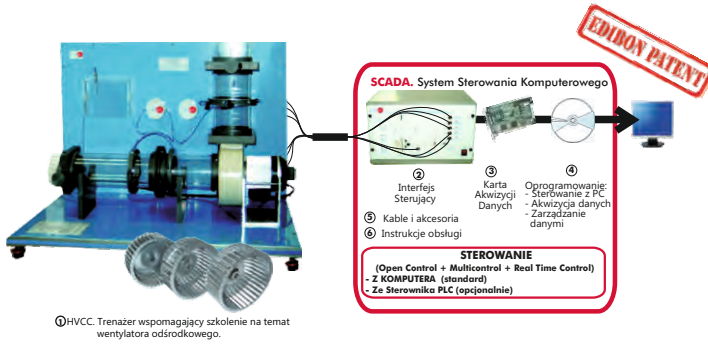 EDIBON PATENT
SCADA. System Sterowania Komputerowego
② Interfejs Sterujący
③ Karta Akwizycji Danych
④ Oprogramowanie:
- Sterowanie z PC
- Akwizycja danych
- Zarządzanie danymi
⑤ Kable i akcesoria
⑥ Instrukcje obsługi
STEROWANIE
(Open Control + Multicontrol + Real Time Control)
- Z KOMPUTERA (standard)
- Ze Sterownika PLC (opcjonalnie)
① HVCC. Trenażer wspomagający szkolenie na temat
wentylatora odśrodkowego.